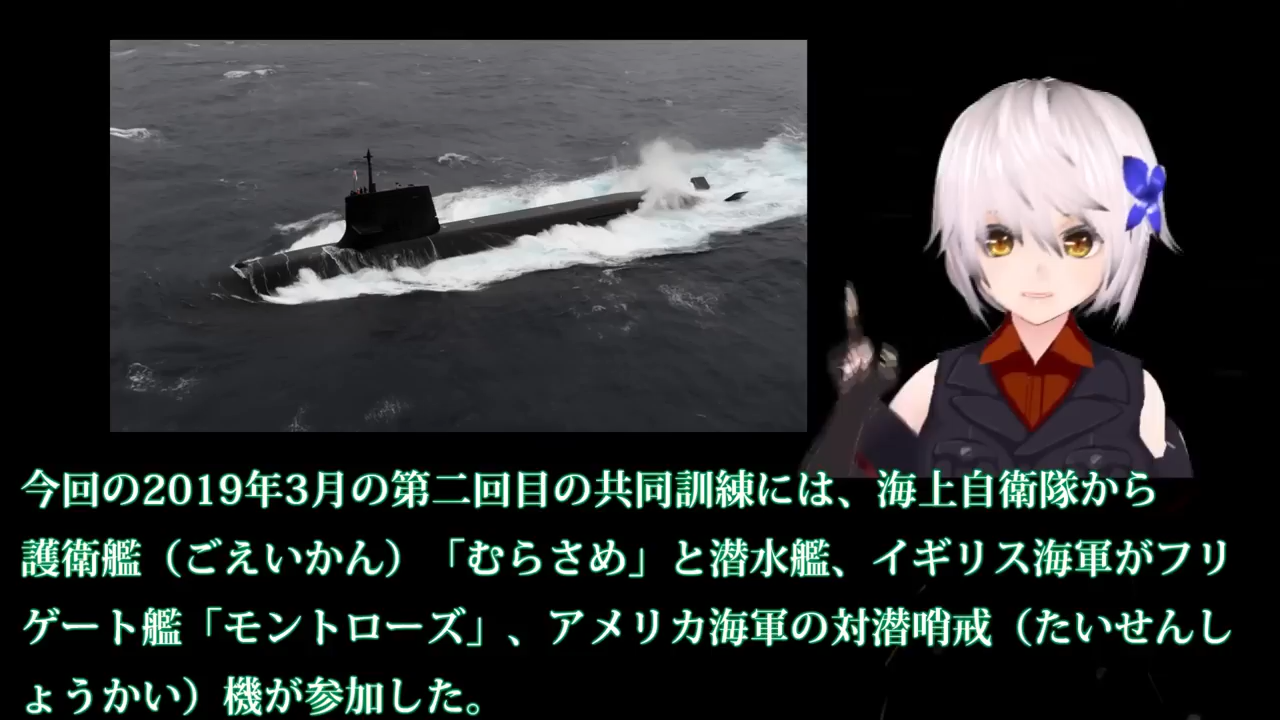 今回の2019年3月の第二回目の共同訓練には、海上自衛隊から
護衛艦（ごえいかん）「むらさめ」と潜水艦、イギリス海軍がフリ
ゲート艦「モントローズ」、アメリカ海軍の対潜哨戒（たいせんし
ょうかい）機が参加した。